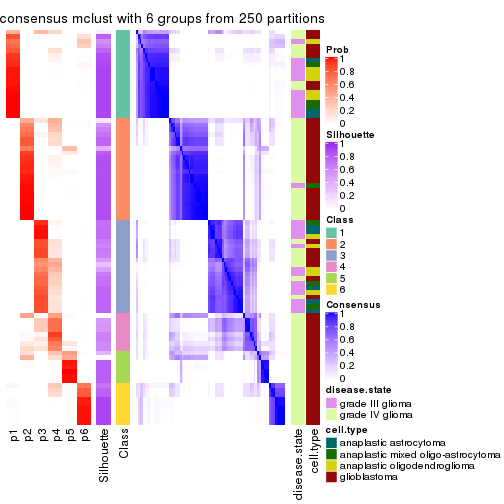 consensus mclust with 6 groups from 250 partitions
Prob
1
0.8
0.6
0.4
0.2
0
Silhouette
1
0.8
0.6
0.4
0.2
0
Class
1
2
3
4
5
6
Consensus
1
0.8
0.6
0.4
0.2
0
disease.state
grade III glioma
grade IV glioma
cell.type
anaplastic astrocytoma
anaplastic mixed oligo-astrocytoma
anaplastic oligodendroglioma
glioblastoma
p1
p2
p3
p4
p5
p6
Silhouette
Class
disease.state
cell.type